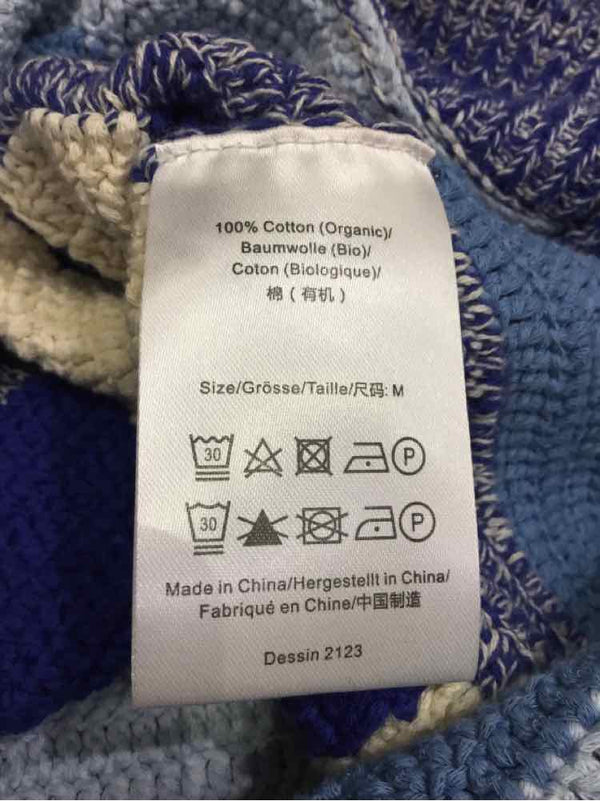 100% Cotton (Organic)/
Baumwolle (Bio)/
Coton (Biologique)/
棉（有机）
Size/Grösse/Taille/尺码: M
30 P
30 P
Made in China/Hergestellt in China/
Fabriqué en Chine/中国制造
Dessin 2123